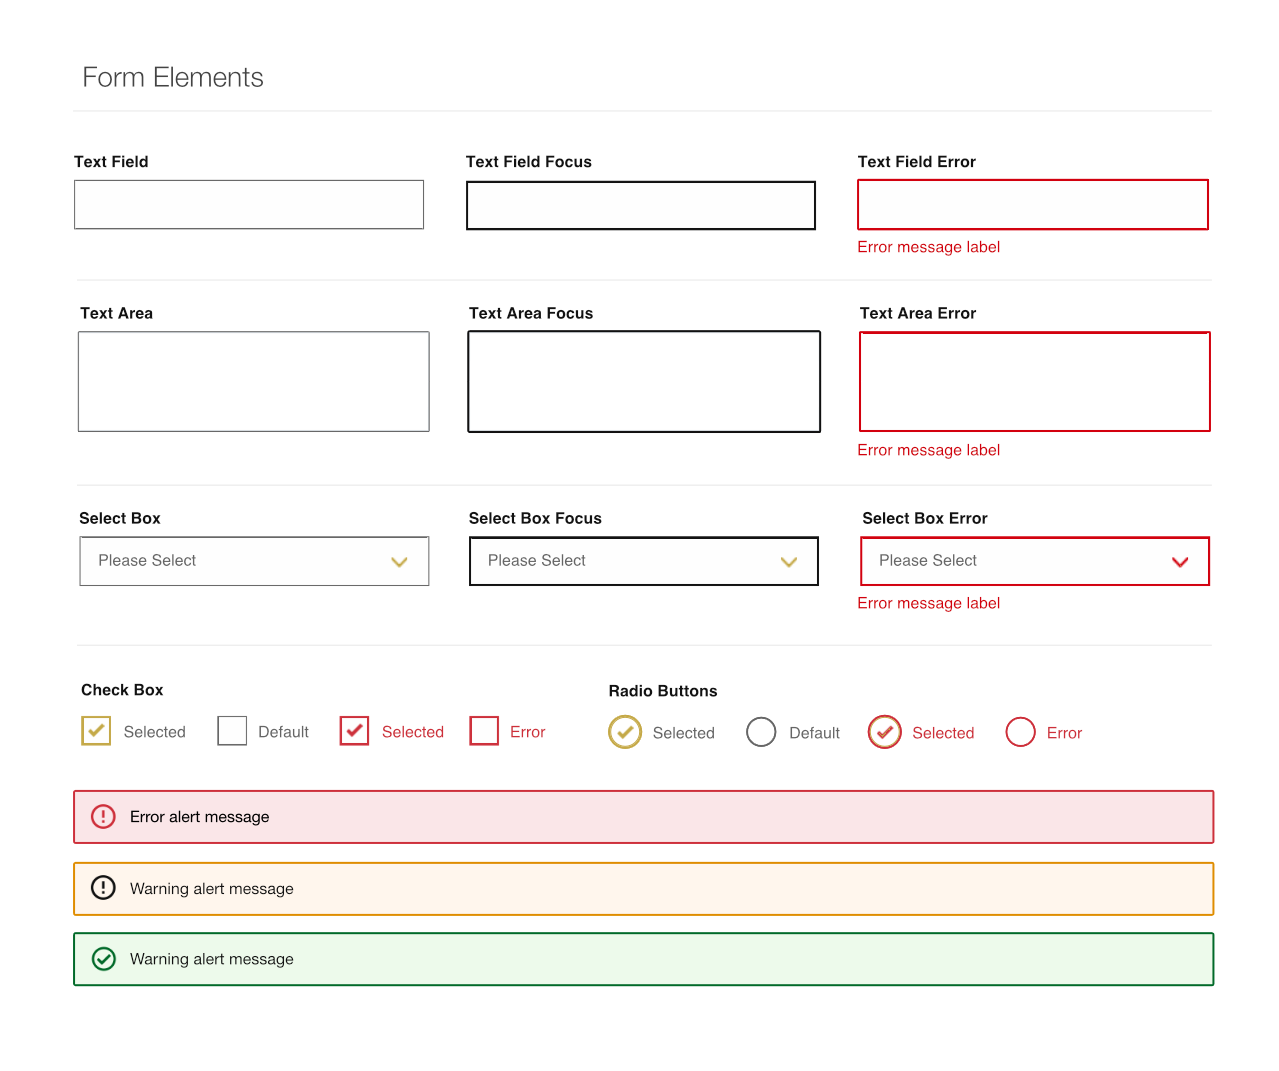 Form Elements
Text Field
Text Field Focus
Text Field Error
Error message label
Text Area
Text Area Focus
Text Area Error
Error message label
Select Box
Select Box Focus
Select Box Error
Please Select
Please Select
Please Select
Error message label
Check Box
Radio Buttons
Selected
Default
Selected
Error
Selected
Default
Selected
Error
Error alert message
Warning alert message
Warning alert message